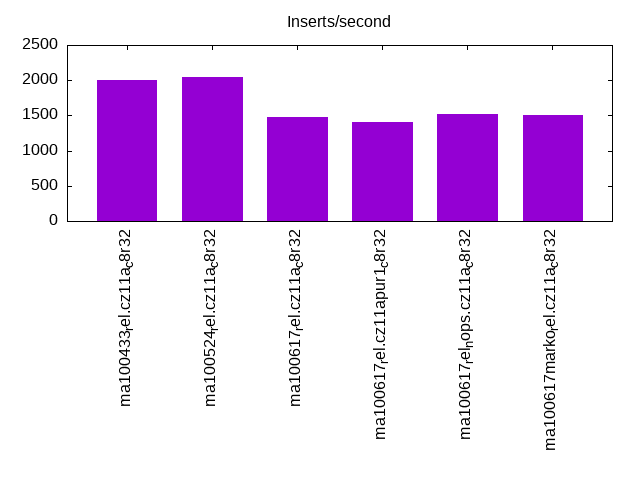 Inserts/second
2500
2000
1500
1000
500
0
ma100433rel.cz11ac8r32
ma100524rel.cz11ac8r32
ma100617rel.cz11ac8r32
ma100617rel.cz11apur1c8r32
ma100617relnops.cz11ac8r32
ma100617markorel.cz11ac8r32